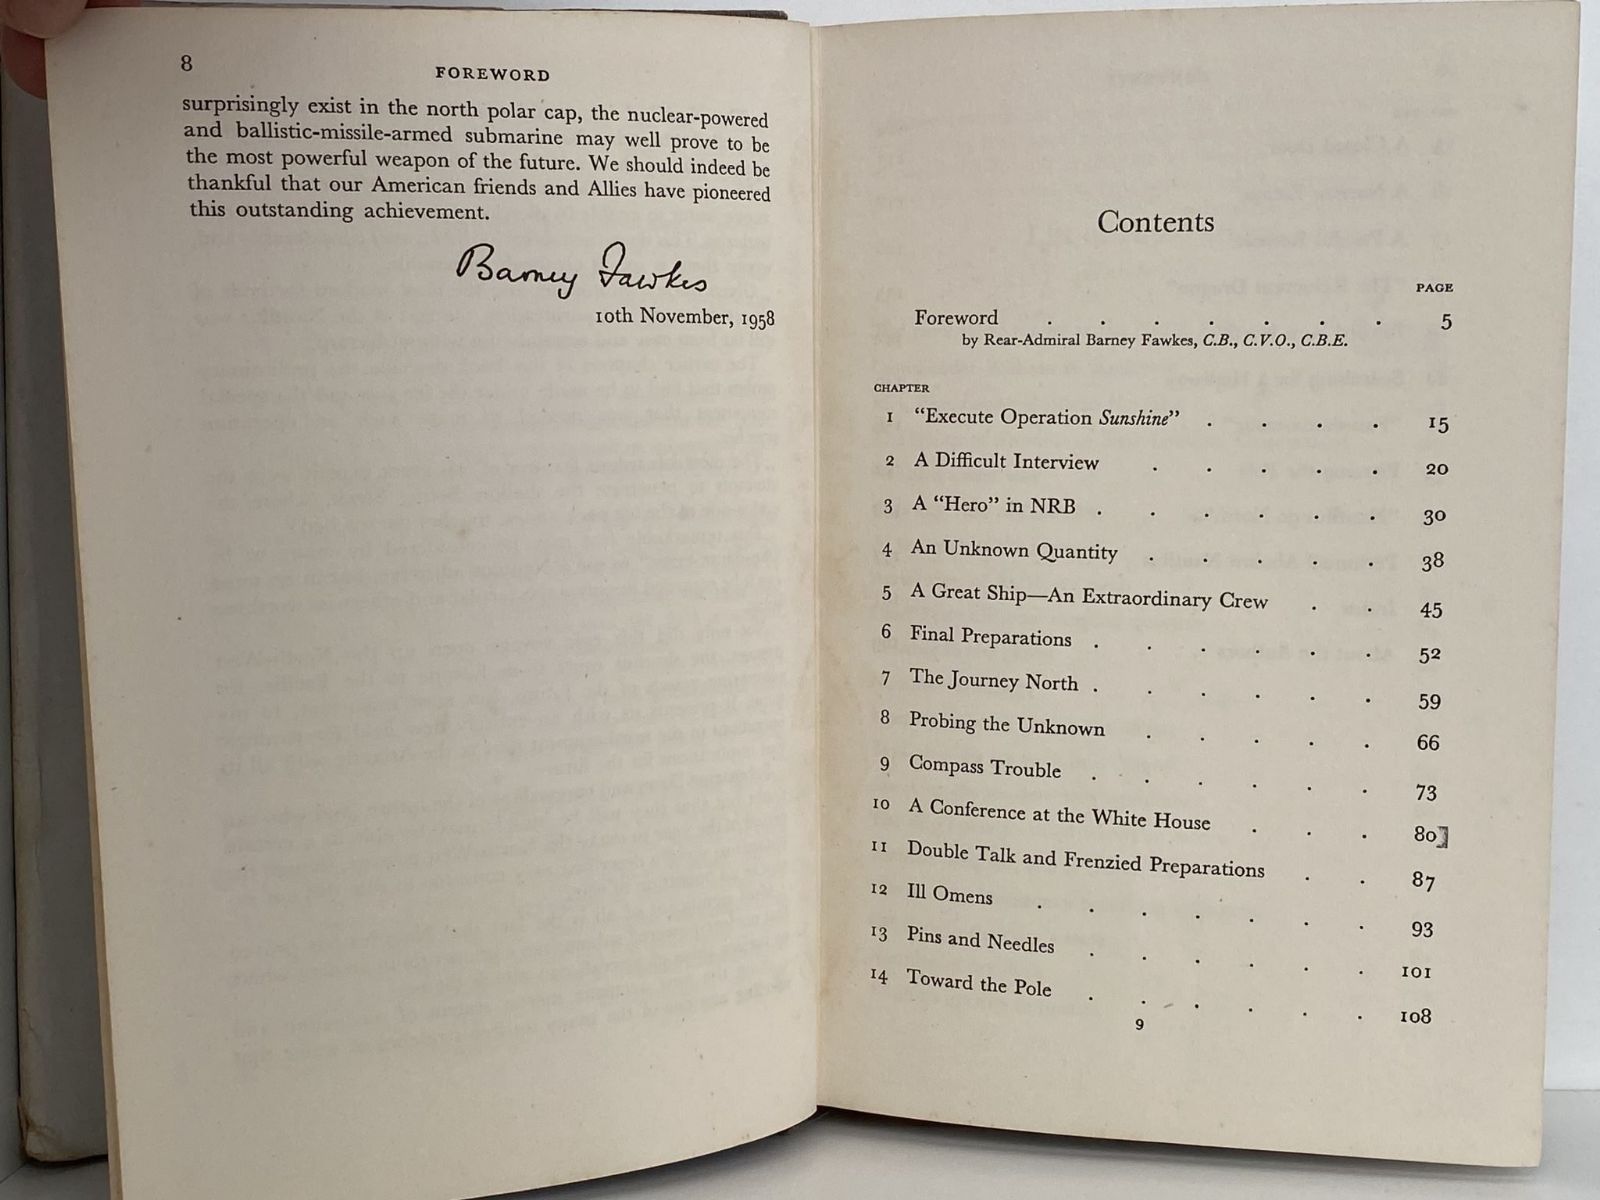 8
FOREWORD
surprisingly exist in the north polar cap, the nuclear-powered
and ballistic-missile-armed submarine may well prove to be
the most powerful weapon of the future. We should indeed be
thankful that our American friends and Allies have pioneered
this outstanding achievement.
Barney Fawkes
10th November, 1958
Contents
PAGE
Foreword . . . . . . . 5
by Rear-Admiral Barney Fawkes, C.B., C.V.O., C.B.E.
CHAPTER
1 "Execute Operation Sunshine" . . . . 15
2 A Difficult Interview . . . . . 20
3 A "Hero" in NRB . . . . . . 30
4 An Unknown Quantity . . . . . 38
5 A Great Ship—An Extraordinary Crew . . 45
6 Final Preparations . . . . . . 52
7 The Journey North . . . . . . 59
8 Probing the Unknown . . . . . 66
9 Compass Trouble . . . . . . 73
10 A Conference at the White House . . . 80
11 Double Talk and Frenzied Preparations . . 87
12 Ill Omens . . . . . . . 93
13 Pins and Needles . . . . . . 101
14 Toward the Pole . . . . . . 108
9